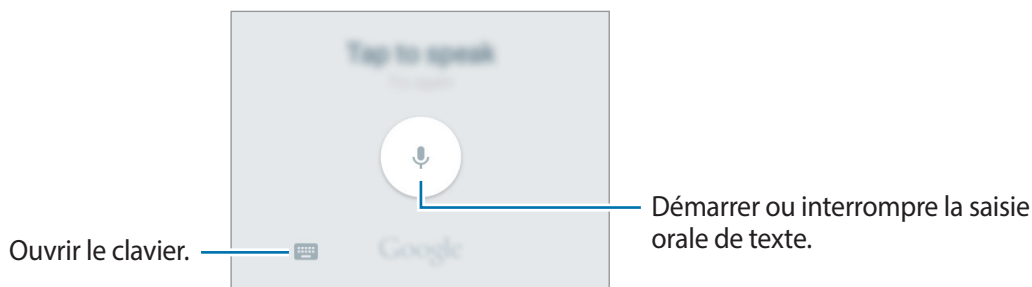 Tap to speak
Démarrer ou interrompre la saisie
orale de texte.
Ouvrir le clavier.
Google